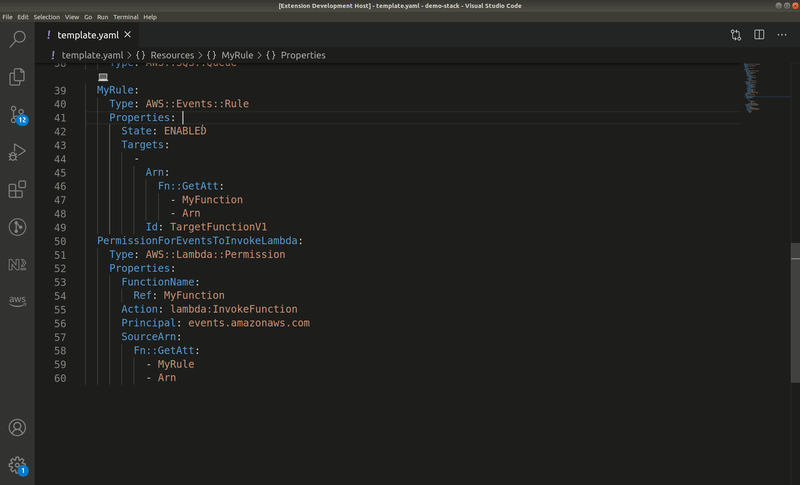 [Extension Development Host] - template.yaml - demo-stack - Visual Studio Code
File Edit Selection View Go Run Terminal Help
! template.yaml ×
! template.yaml > {} Resources > {} MyRule > {} Properties
38 Type: AWS::SQS::Queue
39 MyRule:
40 Type: AWS::Events::Rule
41 Properties:
42 State: ENABLED
43 Targets:
44 -
45 Arn:
46 Fn::GetAtt:
47 - MyFunction
48 - Arn
49 Id: TargetFunctionV1
50 PermissionForEventsToInvokeLambda:
51 Type: AWS::Lambda::Permission
52 Properties:
53 FunctionName:
54 Ref: MyFunction
55 Action: lambda:InvokeFunction
56 Principal: events.amazonaws.com
57 SourceArn:
58 Fn::GetAtt:
59 - MyRule
60 - Arn
12
aws
1